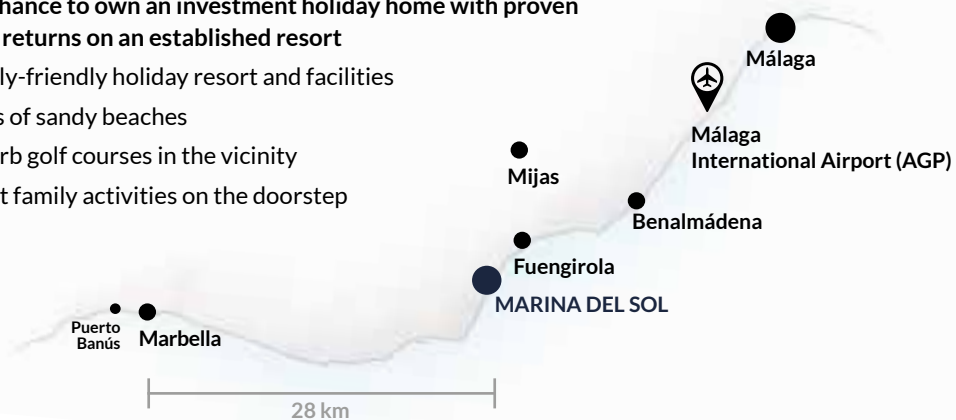 hance to own an investment holiday home with proven
returns on an established resort
ly-friendly holiday resort and facilities
s of sandy beaches
rb golf courses in the vicinity
t family activities on the doorstep
Málaga
Málaga
International Airport (AGP)
Mijas
Benalmádena
Fuengirola
MARINA DEL SOL
Puerto
Banús
Marbella
28 km